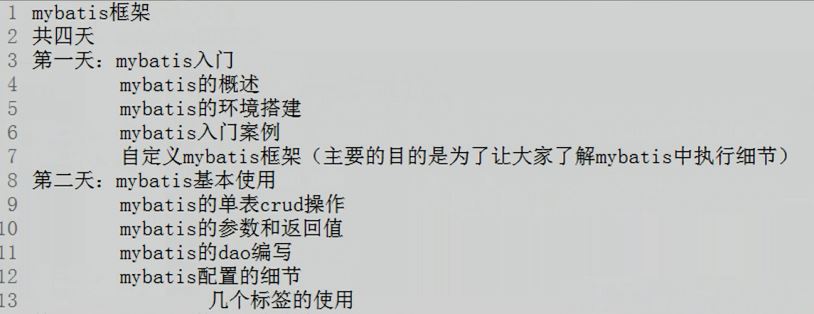 1 mybatis框架
2 共四天
3 第一天：mybatis入门
4 mybatis的概述
5 mybatis的环境搭建
6 mybatis入门案例
7 自定义mybatis框架（主要的目的是为了让大家了解mybatis中执行细节）
8 第二天：mybatis基本使用
9 mybatis的单表crud操作
10 mybatis的参数和返回值
11 mybatis的dao编写
12 mybatis配置的细节
13 几个标签的使用